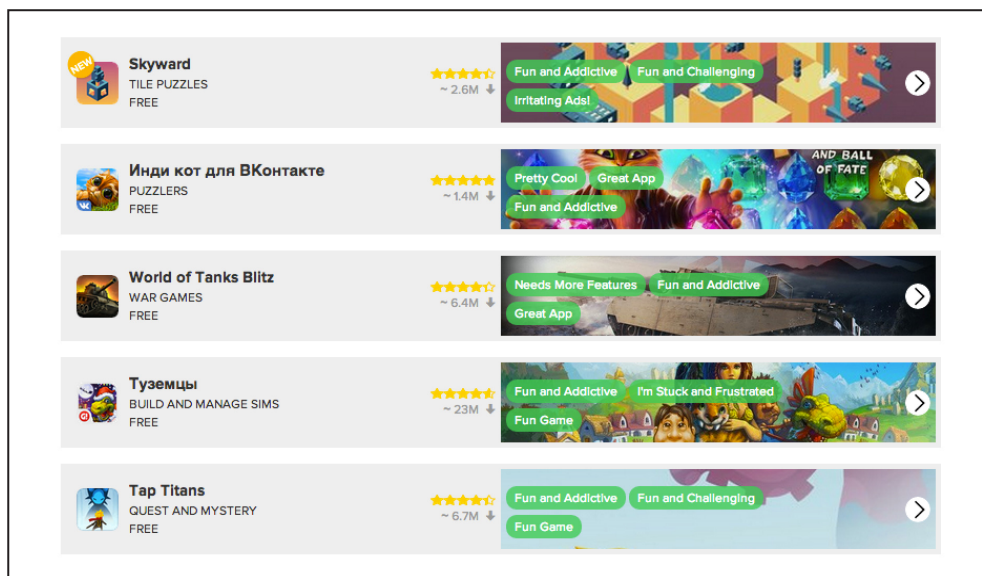 NEW
Skyward
TILE PUZZLES
FREE
~ 2.6M
Fun and Addictive
Fun and Challenging
Irritating Ads!
Инди кот для ВКонтакте
PUZZLERS
FREE
~ 1.4M
Pretty Cool
Great App
Fun and Addictive
AND BALL
OF FATE
World of Tanks Blitz
WAR GAMES
FREE
~ 6.4M
Needs More Features
Fun and Addictive
Great App
Туземцы
BUILD AND MANAGE SIMS
FREE
~ 23M
Fun and Addictive
I'm Stuck and Frustrated
Fun Game
Tap Titans
QUEST AND MYSTERY
FREE
~ 6.7M
Fun and Addictive
Fun and Challenging
Fun Game